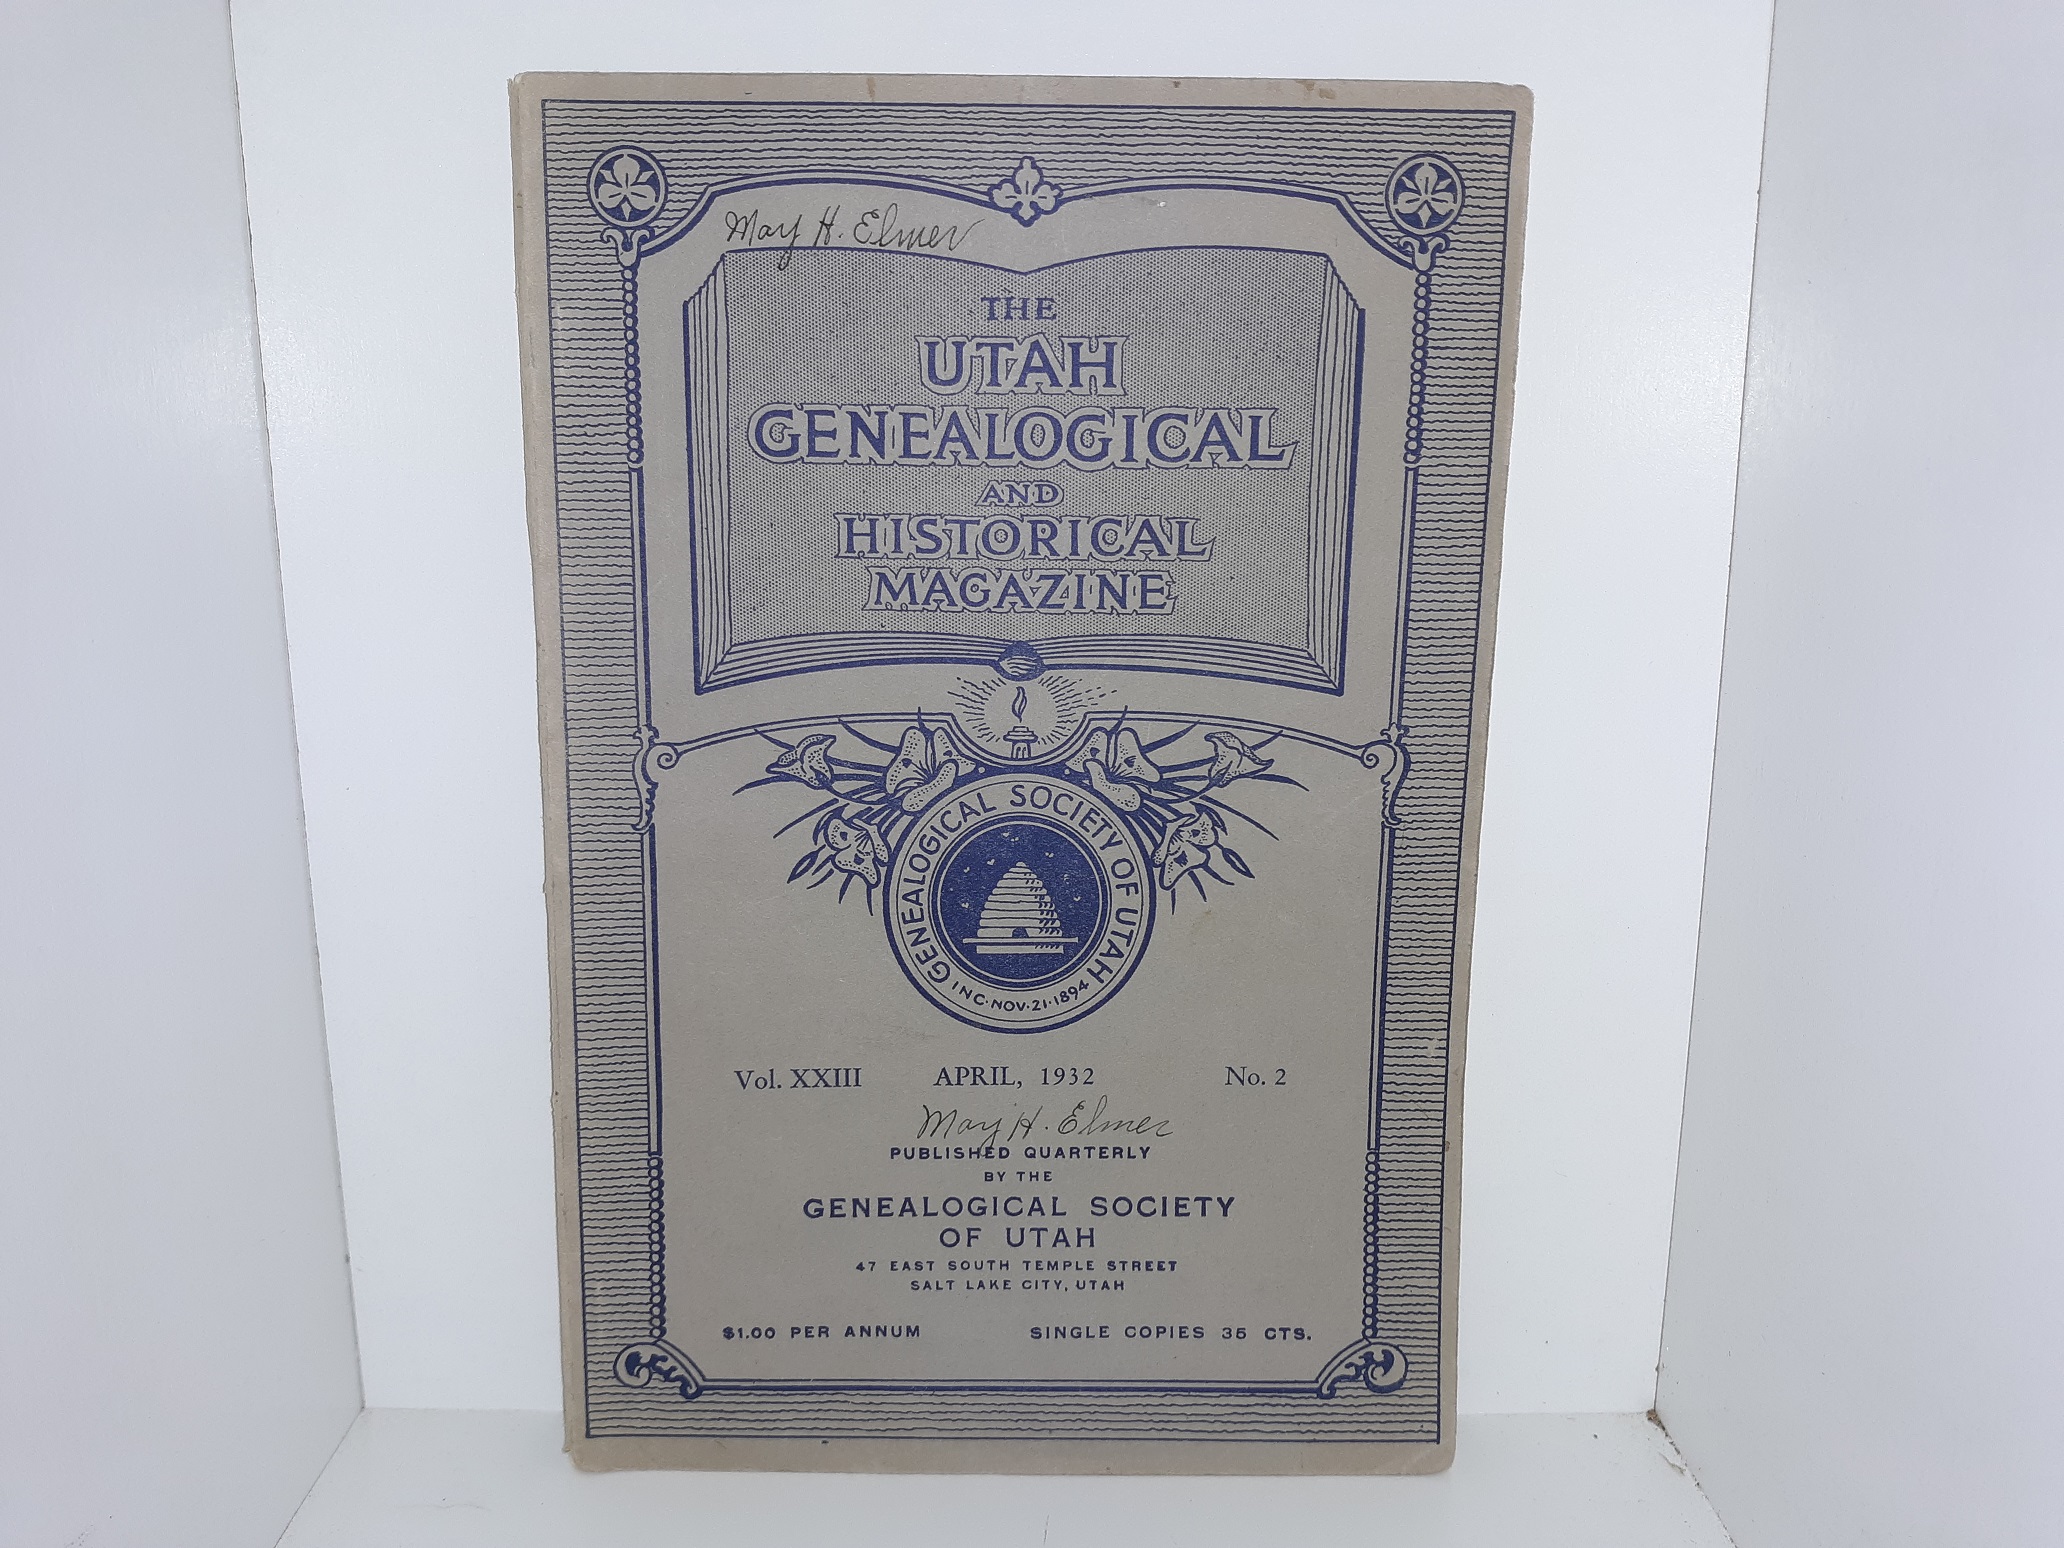 May H. Elmer
THE
UTAH
GENEALOGICAL
AND
HISTORICAL
MAGAZINE
GENEALOGICAL SOCIETY OF UTAH
INC·NOV·21·1894
Vol. XXIII APRIL, 1932 No. 2
May H. Elmer
PUBLISHED QUARTERLY
BY THE
GENEALOGICAL SOCIETY
OF UTAH
47 EAST SOUTH TEMPLE STREET
SALT LAKE CITY, UTAH
$1.00 PER ANNUM SINGLE COPIES 35 CTS.